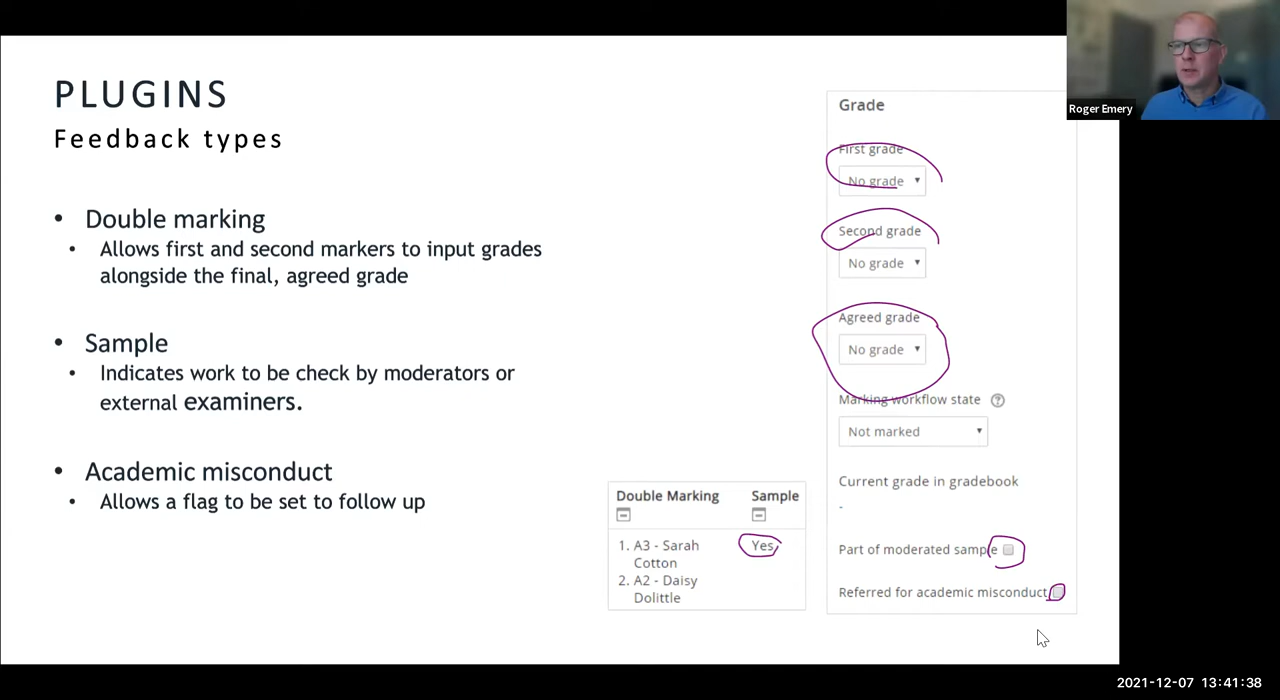 PLUGINS
Feedback types
• Double marking
• Allows first and second markers to input grades
alongside the final, agreed grade
• Sample
• Indicates work to be check by moderators or
external examiners.
• Academic misconduct
• Allows a flag to be set to follow up
Double Marking Sample
1. A3 - Sarah Yes
Cotton
2. A2 - Daisy
Dolittle
Grade
First grade
No grade
Second grade
No grade
Agreed grade
No grade
Marking workflow state ?
Not marked
Current grade in gradebook
-
Part of moderated sample
Referred for academic misconduct
Roger Emery
2021-12-07 13:41:38